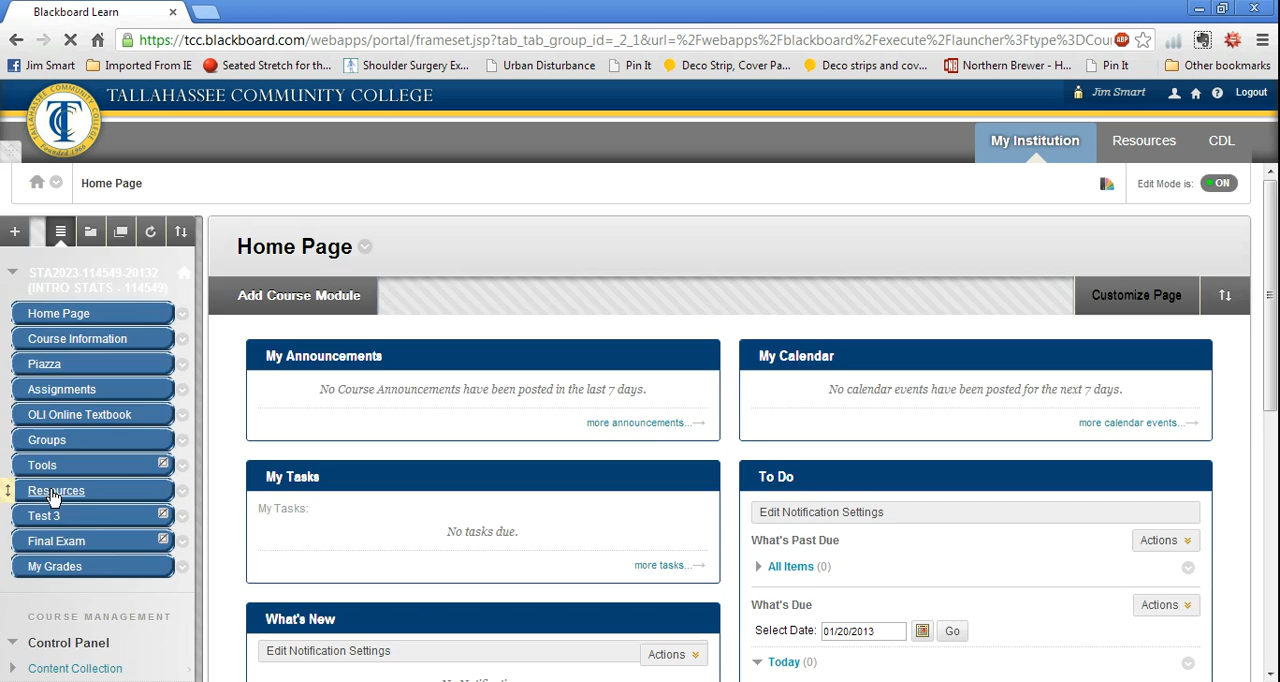 Blackboard Learn
https://tcc.blackboard.com/webapps/portal/frameset.jsp?tab_tab_group_id=_2_1&url=%2Fwebapps%2Fblackboard%2Fexecute%2Flauncher%3Ftype%3DCour
Jim Smart Imported From IE Seated Stretch for th... Shoulder Surgery Ex... Urban Disturbance Pin It Deco Strip, Cover Pa... Deco strips and cov... Northern Brewer - H... Pin It Other bookmarks
TALLAHASSEE COMMUNITY COLLEGE
Jim Smart Logout
My Institution Resources CDL
Home Page
Edit Mode is: ON
STA2023-114549-20132
(INTRO STATS - 114549)
Home Page
Course Information
Piazza
Assignments
OLI Online Textbook
Groups
Tools
Resources
Test 3
Final Exam
My Grades
COURSE MANAGEMENT
Control Panel
Content Collection
Home Page
Add Course Module
Customize Page
My Announcements
No Course Announcements have been posted in the last 7 days.
more announcements...
My Calendar
No calendar events have been posted for the next 7 days.
more calendar events...
My Tasks
My Tasks:
No tasks due.
more tasks...
To Do
Edit Notification Settings
What's Past Due
Actions
All Items (0)
What's Due
Actions
Select Date: 01/20/2013 Go
Today (0)
What's New
Edit Notification Settings
Actions